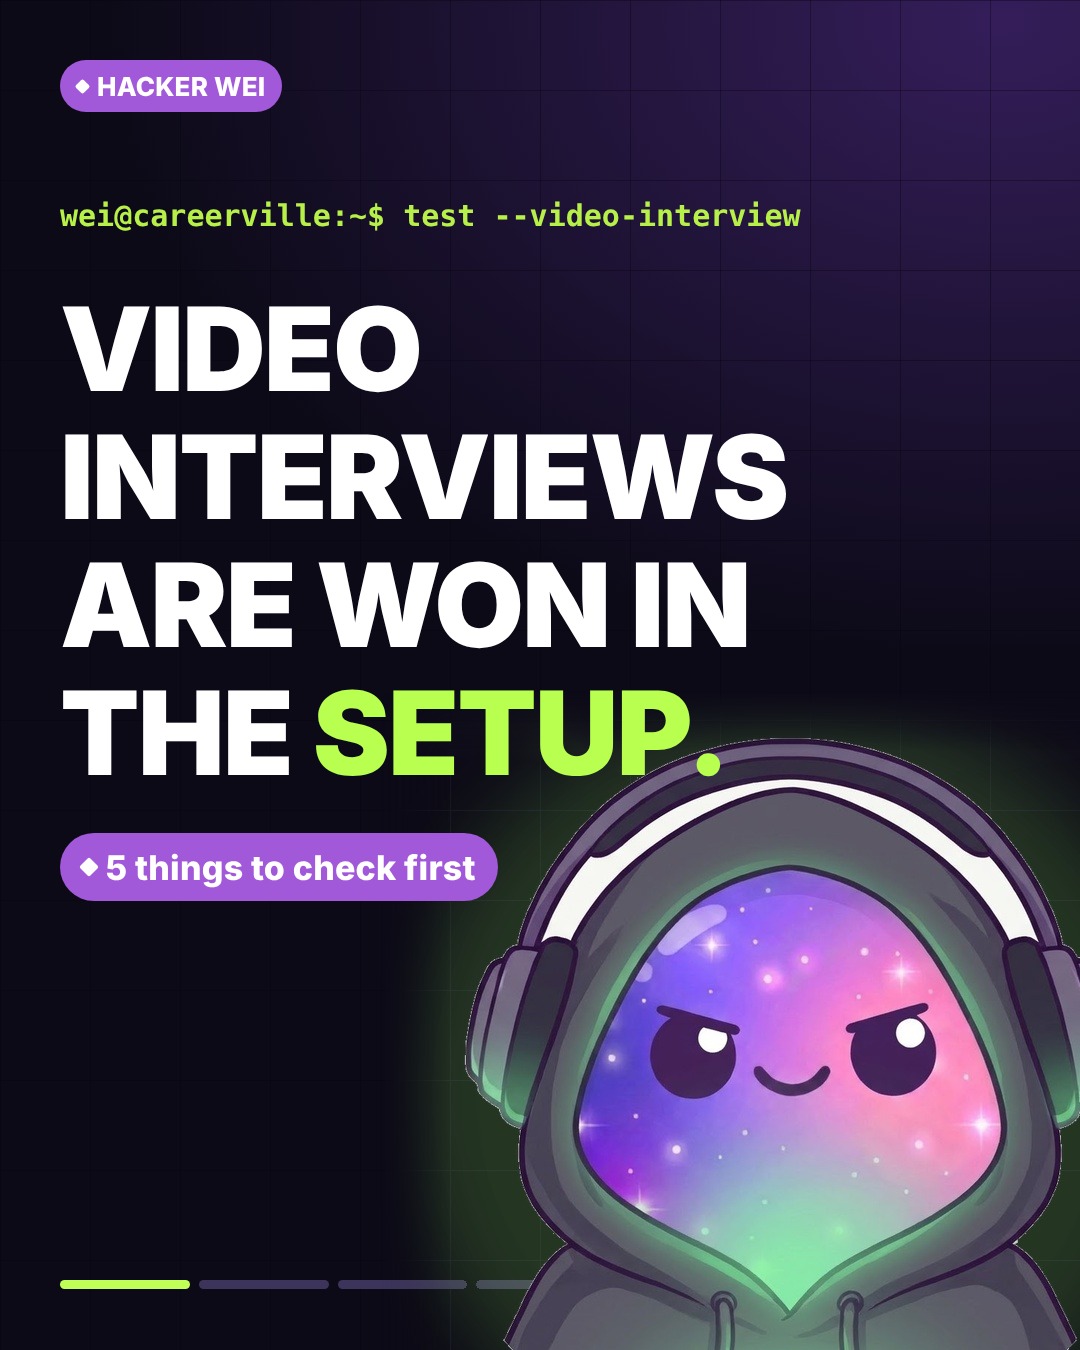 HACKER WEI
wei@careerville:~$ test --video-interview
VIDEO
INTERVIEWS
ARE WON IN
THE SETUP.
5 things to check first